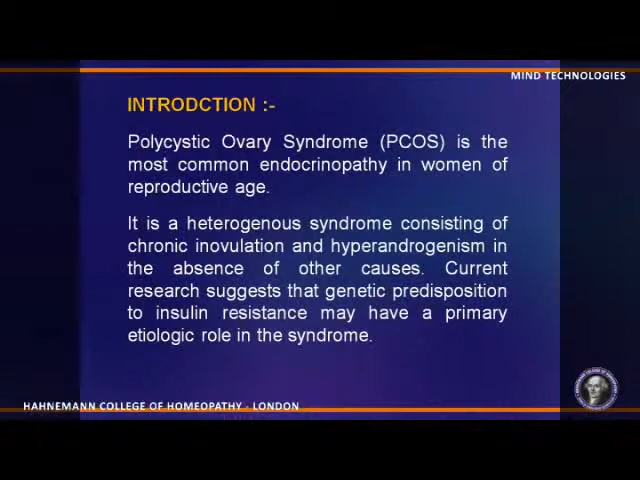 MIND TECHNOLOGIES
INTRODCTION :-
Polycystic Ovary Syndrome (PCOS) is the
most common endocrinopathy in women of
reproductive age.
It is a heterogenous syndrome consisting of
chronic inovulation and hyperandrogenism in
the absence of other causes. Current
research suggests that genetic predisposition
to insulin resistance may have a primary
etiologic role in the syndrome.
HAHNEMANN COLLEGE OF HOMEOPATHY - LONDON